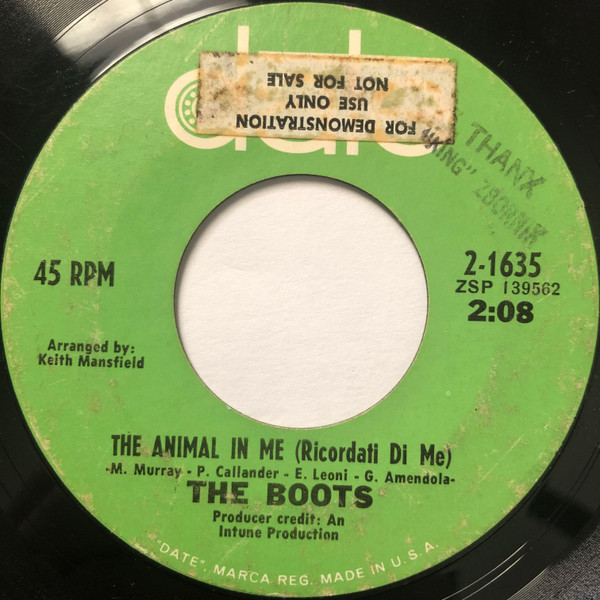 date
FOR DEMONSTRATION
USE ONLY
NOT FOR SALE
THANX
"KING" ZBORNIK
45 RPM
2-1635
ZSP 139562
2:08
Arranged by:
Keith Mansfield
THE ANIMAL IN ME (Ricordati Di Me)
-M. Murray - P. Callander - E. Leoni - G. Amendola-
THE BOOTS
Producer credit: An
Intune Production
"DATE", MARCA REG. MADE IN U.S.A.